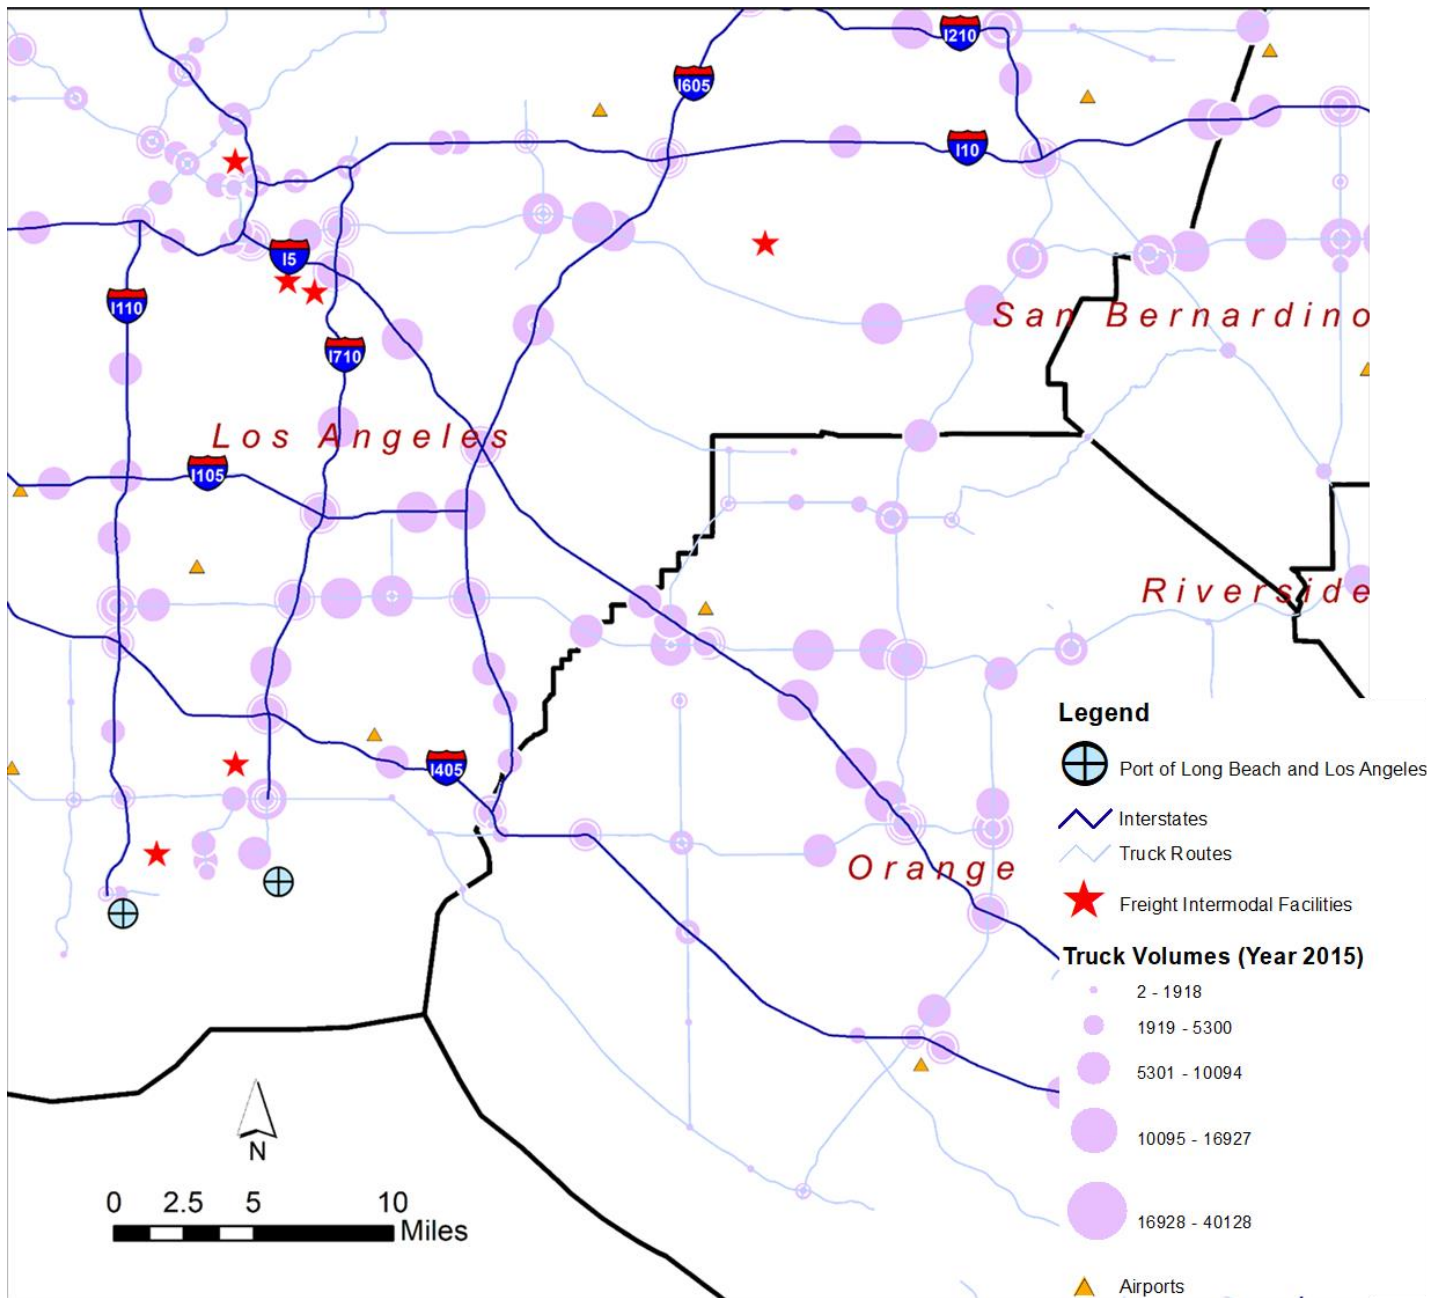 I210
I605
I10
I5
I110
San Bernardino
I710
Los Angeles
I105
Riverside
I405
Orange
Legend
Port of Long Beach and Los Angeles
Interstates
Truck Routes
Freight Intermodal Facilities
Truck Volumes (Year 2015)
2 - 1918
1919 - 5300
5301 - 10094
10095 - 16927
16928 - 40128
Airports
N
0 2.5 5 10
Miles